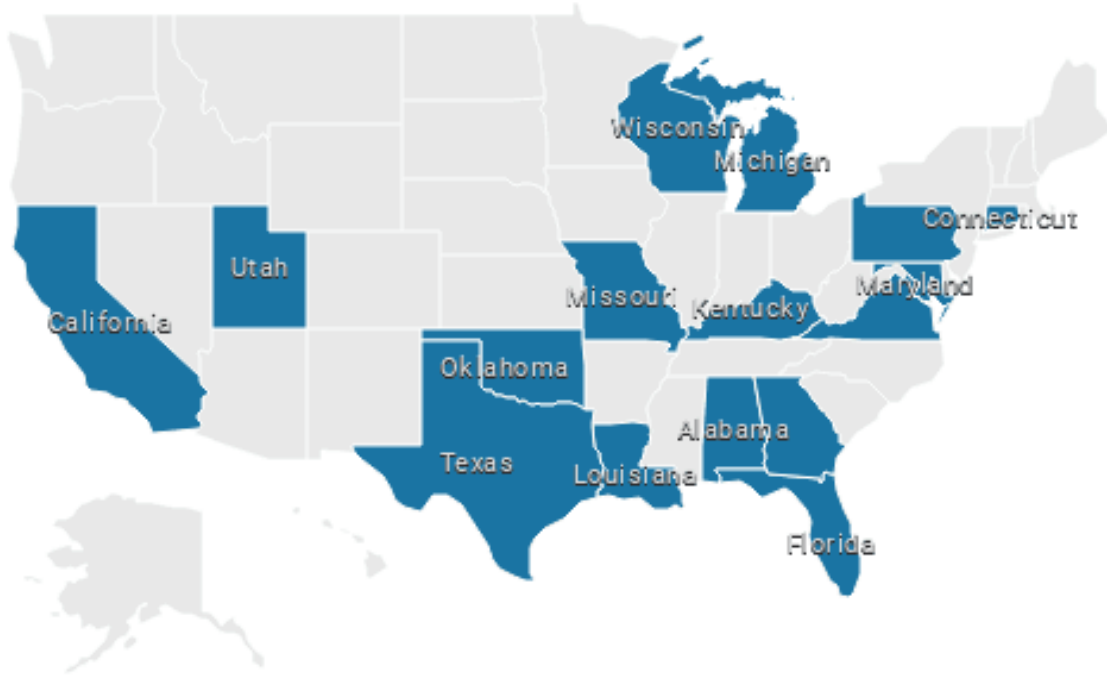 Wisconsin
Michigan
Connecticut
Utah
Maryland
Missouri
Kentucky
California
Oklahoma
Alabama
Texas
Louisiana
Florida